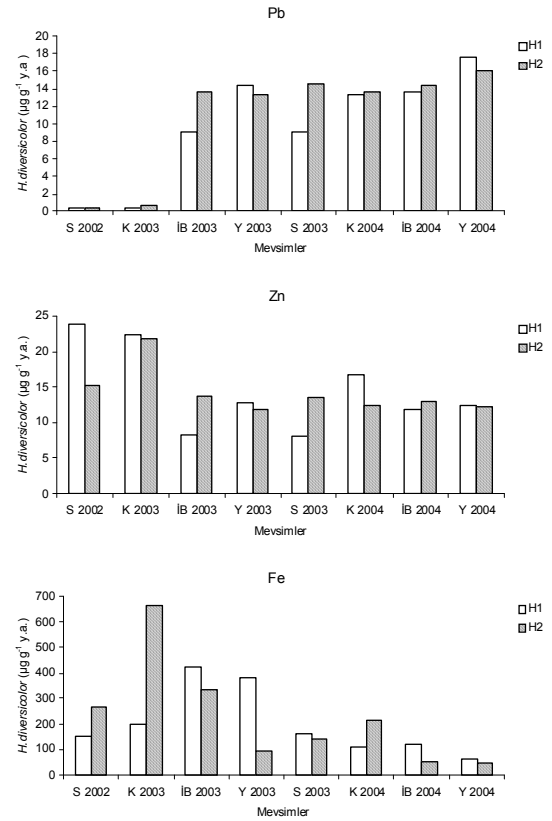 Pb
H.diversicolor (µg g-1 y.a)
20
18
16
14
12
10
8
6
4
2
0
S 2002 K 2003 İB 2003 Y 2003 S 2003 K 2004 İB 2004 Y 2004
Mevsimler
H1
H2
Zn
H.diversicolor (µg g-1 y.a.)
25
20
15
10
5
0
S 2002 K 2003 İB 2003 Y 2003 S 2003 K 2004 İB 2004 Y 2004
Mevsimler
H1
H2
Fe
H.diversicolor (µg g-1 y.a.)
700
600
500
400
300
200
100
0
S 2002 K 2003 İB 2003 Y 2003 S 2003 K 2004 İB 2004 Y 2004
Mevsimler
H1
H2